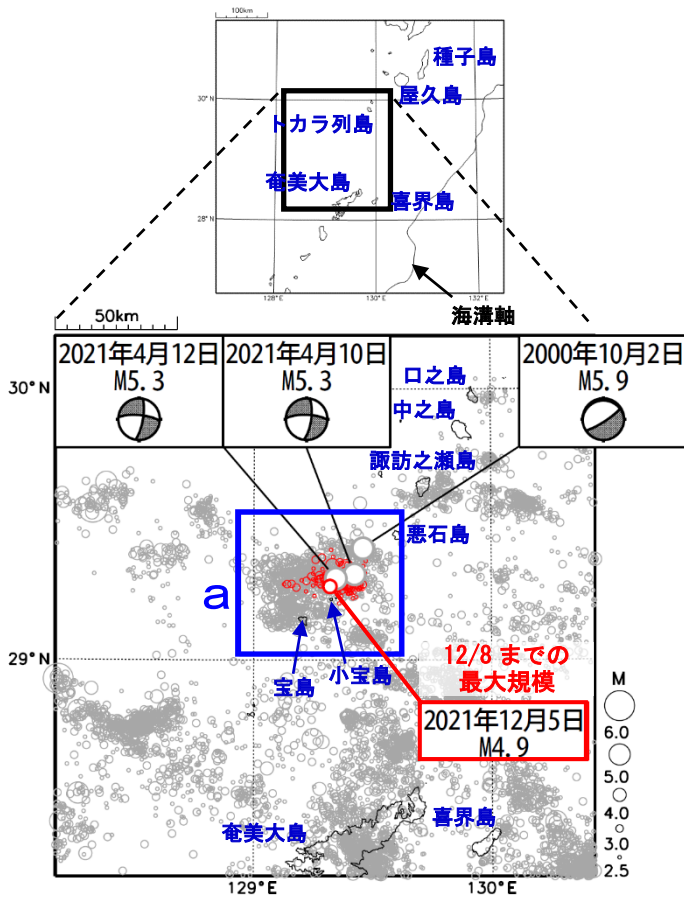 100km
種子島
30°N
屋久島
トカラ列島
奄美大島
喜界島
28°N
128°E
130°E
132°E
海溝軸
50km
2021年4月12日
M5.3
2021年4月10日
M5.3
2000年10月2日
M5.9
30°N
口之島
中之島
諏訪之瀬島
悪石島
a
29°N
宝島
小宝島
12/8までの
最大規模
2021年12月5日
M4.9
M
6.0
5.0
4.0
3.0
2.5
奄美大島
喜界島
129°E
130°E